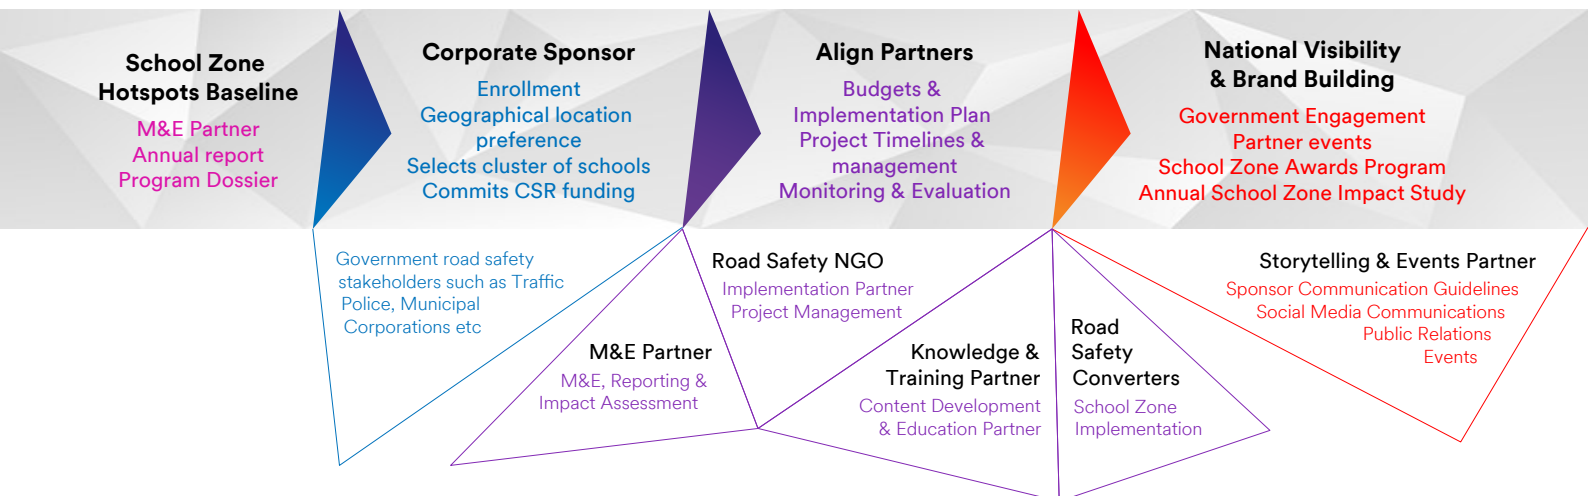 School Zone
Hotspots Baseline
M&E Partner
Annual report
Program Dossier
Corporate Sponsor
Enrollment
Geographical location
preference
Selects cluster of schools
Commits CSR funding
Align Partners
Budgets &
Implementation Plan
Project Timelines &
management
Monitoring & Evaluation
National Visibility
& Brand Building
Government Engagement
Partner events
School Zone Awards Program
Annual School Zone Impact Study
Government road safety
stakeholders such as Traffic
Police, Municipal
Corporations etc
M&E Partner
M&E, Reporting &
Impact Assessment
Road Safety NGO
Implementation Partner
Project Management
Knowledge &
Training Partner
Content Development
& Education Partner
Road
Safety
Converters
School Zone
Implementation
Storytelling & Events Partner
Sponsor Communication Guidelines
Social Media Communications
Public Relations
Events